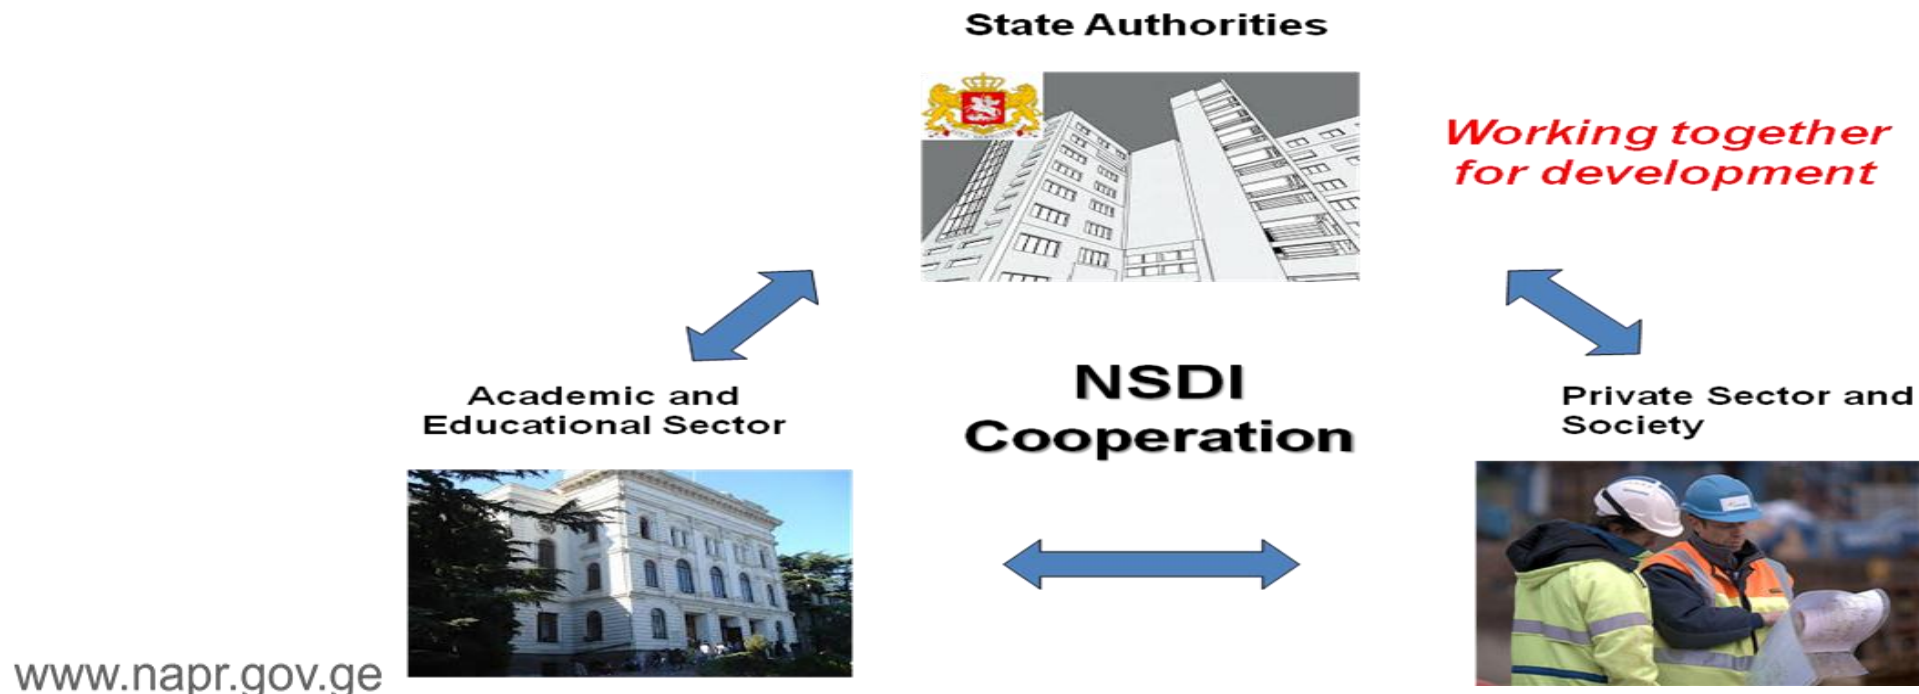 State Authorities
Working together
for development
Academic and
Educational Sector
NSDI
Cooperation
Private Sector and
Society
www.napr.gov.ge